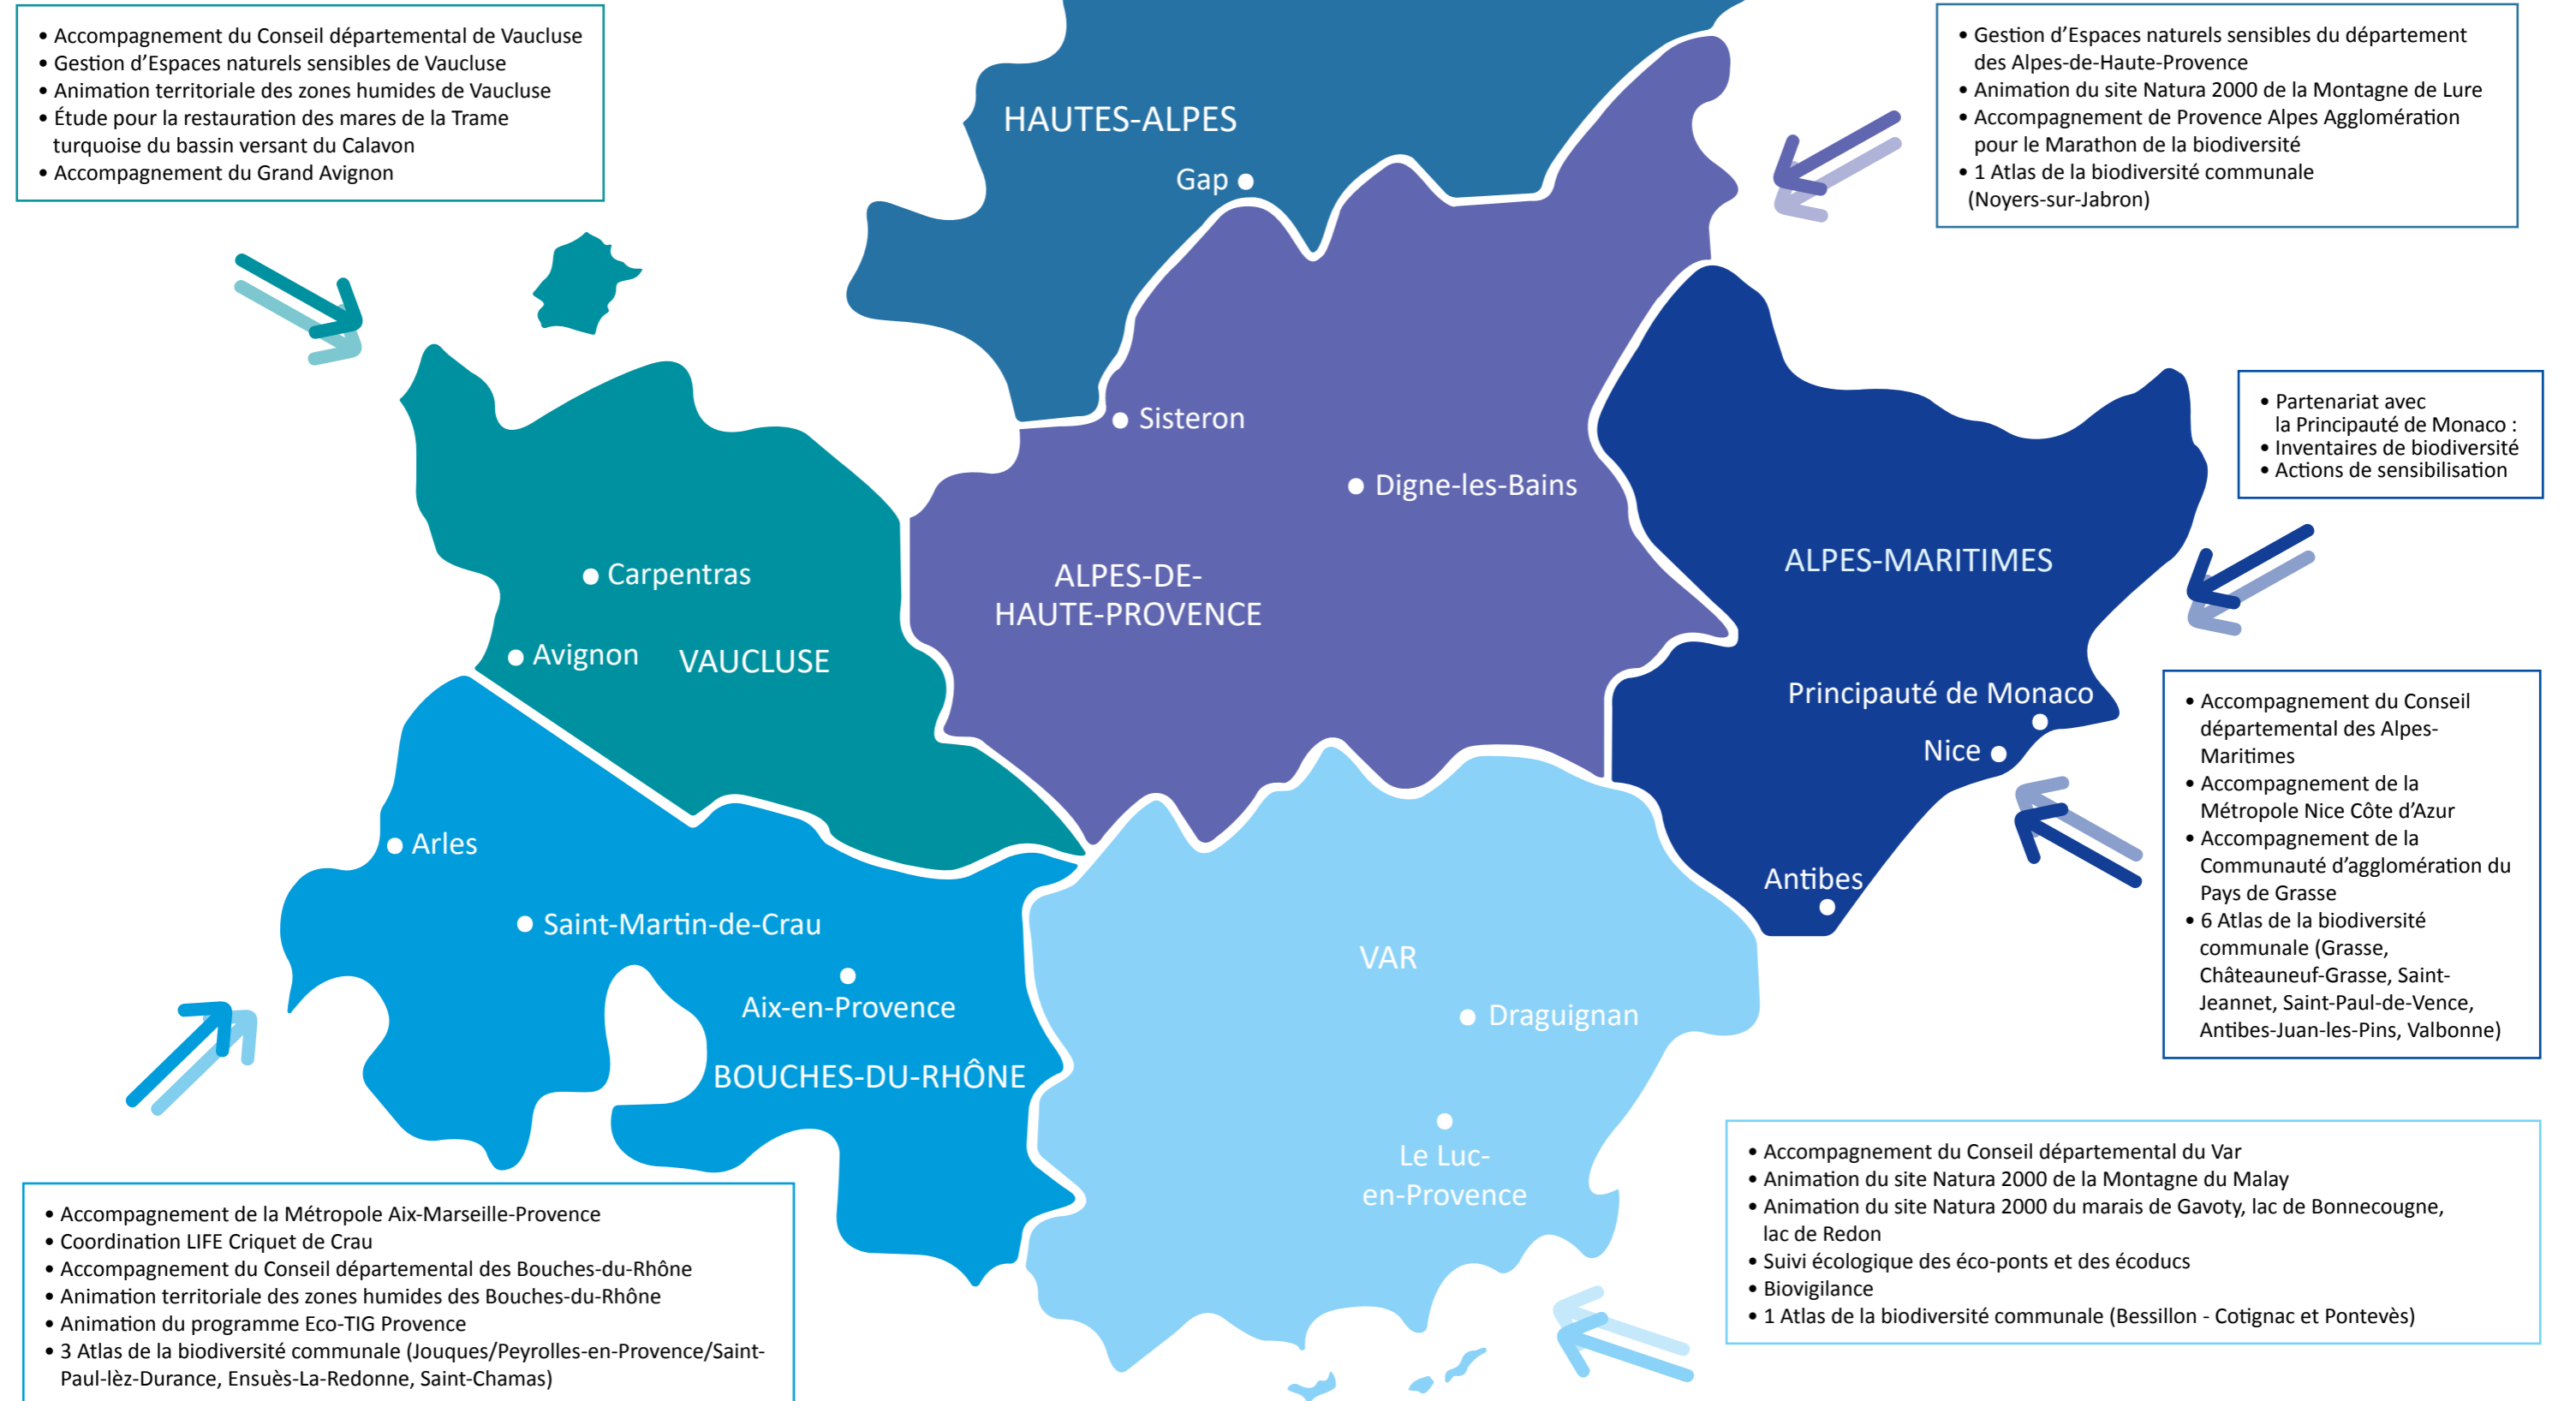 • Accompagnement du Conseil départemental de Vaucluse
• Gestion d’Espaces naturels sensibles de Vaucluse
• Animation territoriale des zones humides de Vaucluse
• Étude pour la restauration des mares de la Trame
turquoise du bassin versant du Calavon
• Accompagnement du Grand Avignon
• Gestion d’Espaces naturels sensibles du département
des Alpes-de-Haute-Provence
• Animation du site Natura 2000 de la Montagne de Lure
• Accompagnement de Provence Alpes Agglomération
pour le Marathon de la biodiversité
• 1 Atlas de la biodiversité communale
(Noyers-sur-Jabron)
HAUTES-ALPES
Gap
Sisteron
Digne-les-Bains
ALPES-DE-
HAUTE-PROVENCE
Carpentras
Avignon
VAUCLUSE
ALPES-MARITIMES
Principauté de Monaco
Nice
Antibes
• Partenariat avec
la Principauté de Monaco :
• Inventaires de biodiversité
• Actions de sensibilisation
• Accompagnement du Conseil
départemental des Alpes-
Maritimes
• Accompagnement de la
Métropole Nice Côte d’Azur
• Accompagnement de la
Communauté d’agglomération du
Pays de Grasse
• 6 Atlas de la biodiversité
communale (Grasse,
Châteauneuf-Grasse, Saint-
Jeannet, Saint-Paul-de-Vence,
Antibes-Juan-les-Pins, Valbonne)
Arles
Saint-Martin-de-Crau
Aix-en-Provence
BOUCHES-DU-RHÔNE
VAR
Draguignan
Le Luc-
en-Provence
• Accompagnement de la Métropole Aix-Marseille-Provence
• Coordination LIFE Criquet de Crau
• Accompagnement du Conseil départemental des Bouches-du-Rhône
• Animation territoriale des zones humides des Bouches-du-Rhône
• Animation du programme Eco-TIG Provence
• 3 Atlas de la biodiversité communale (Jouques/Peyrolles-en-Provence/Saint-
Paul-lèz-Durance, Ensuès-La-Redonne, Saint-Chamas)
• Accompagnement du Conseil départemental du Var
• Animation du site Natura 2000 de la Montagne du Malay
• Animation du site Natura 2000 du marais de Gavoty, lac de Bonnecougne,
lac de Redon
• Suivi écologique des éco-ponts et des écoducs
• Biovigilance
• 1 Atlas de la biodiversité communale (Bessillon - Cotignac et Pontevès)